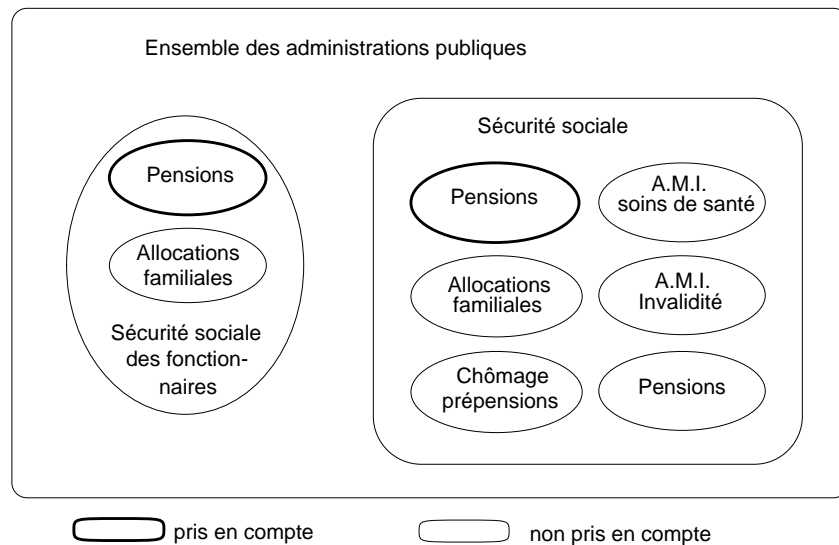 Ensemble des administrations publiques
Pensions
Allocations
familiales
Sécurité sociale
des fonction-
naires
Sécurité sociale
Pensions
A.M.I.
soins de santé
Allocations
familiales
A.M.I.
Invalidité
Chômage
prépensions
Pensions
pris en compte
non pris en compte